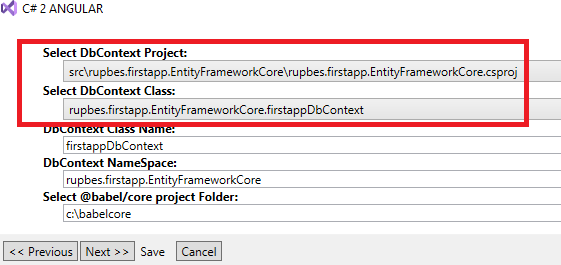 C# 2 ANGULAR
Select DbContext Project:
src\rupbes.firstapp.EntityFrameworkCore\rupbes.firstapp.EntityFrameworkCore.csproj
Select DbContext Class:
rupbes.firstapp.EntityFrameworkCore.firstappDbContext
DbContext Class Name:
firstappDbContext
DbContext NameSpace:
rupbes.firstapp.EntityFrameworkCore
Select @babel/core project Folder:
c:\babelcore
<< Previous Next >> Save Cancel